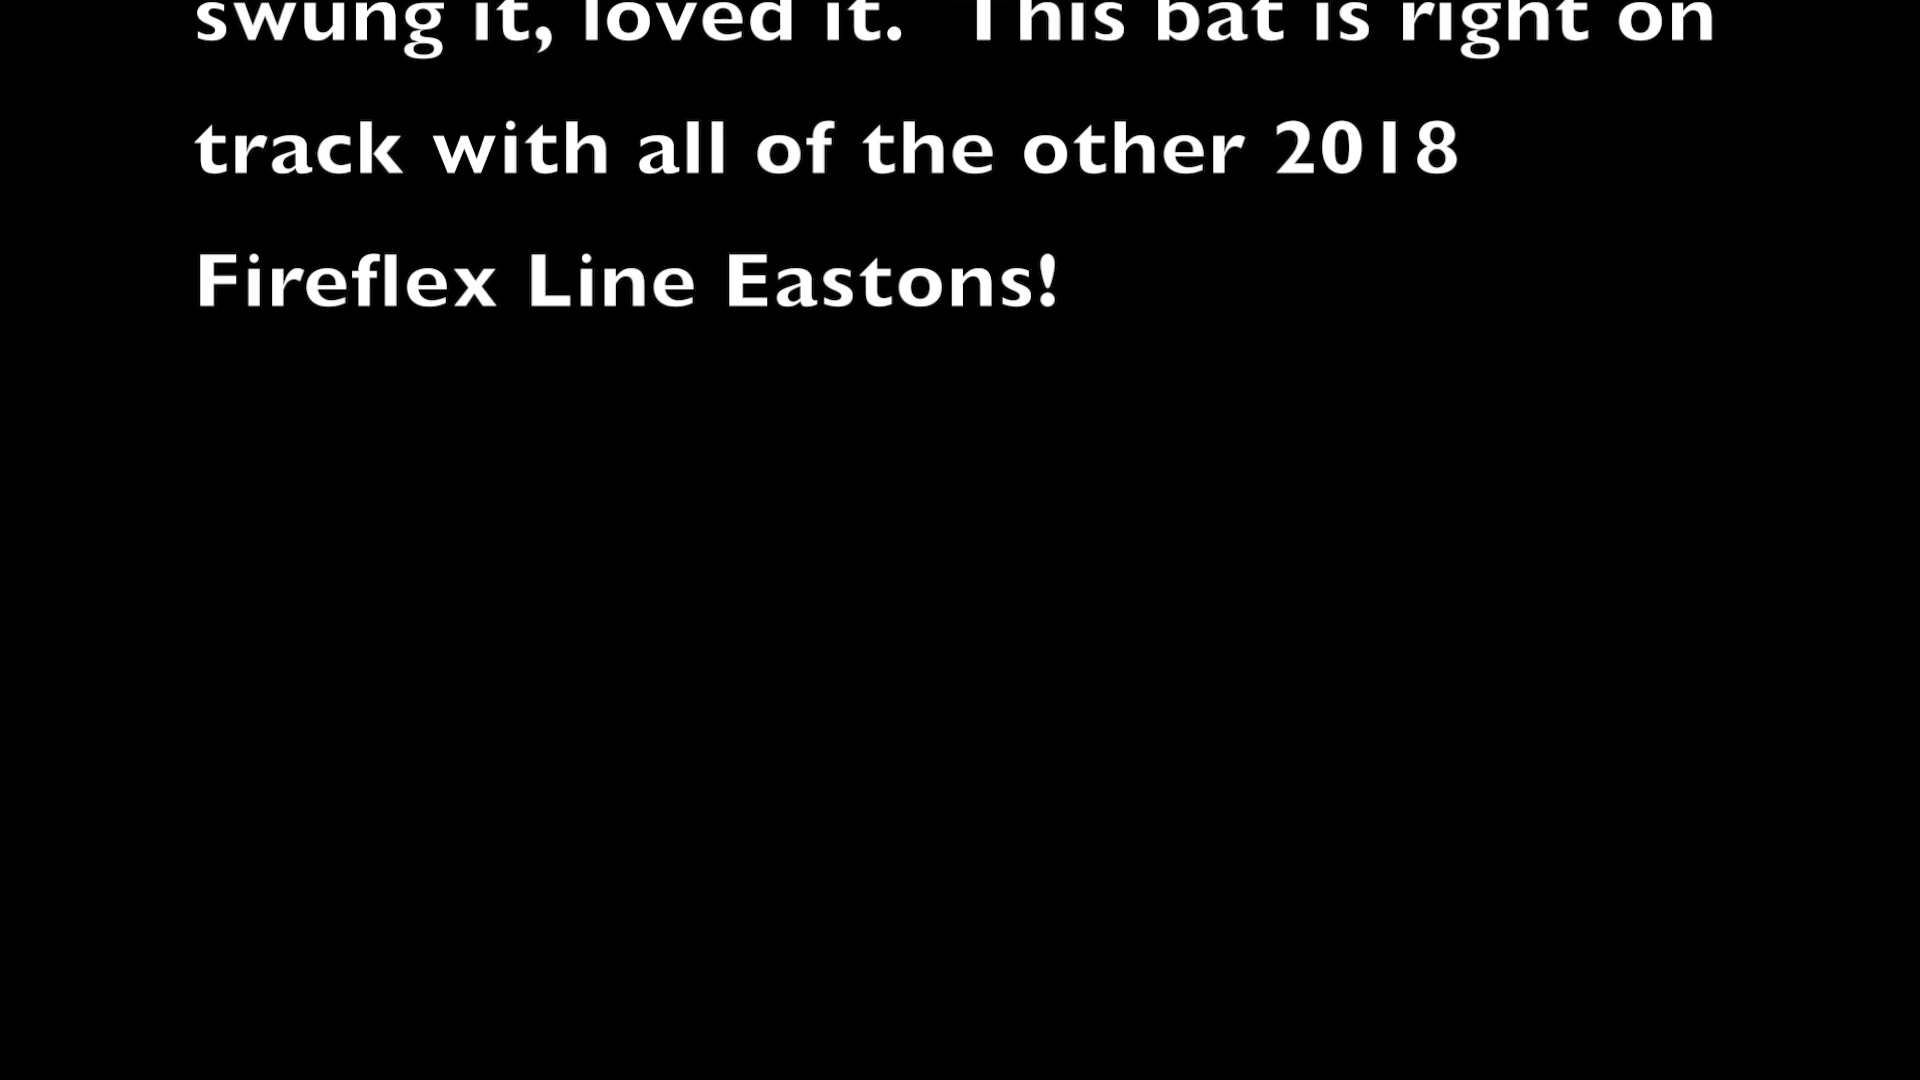 swung it, loved it.  This bat is right on
track with all of the other 2018
Fireflex Line Eastons!